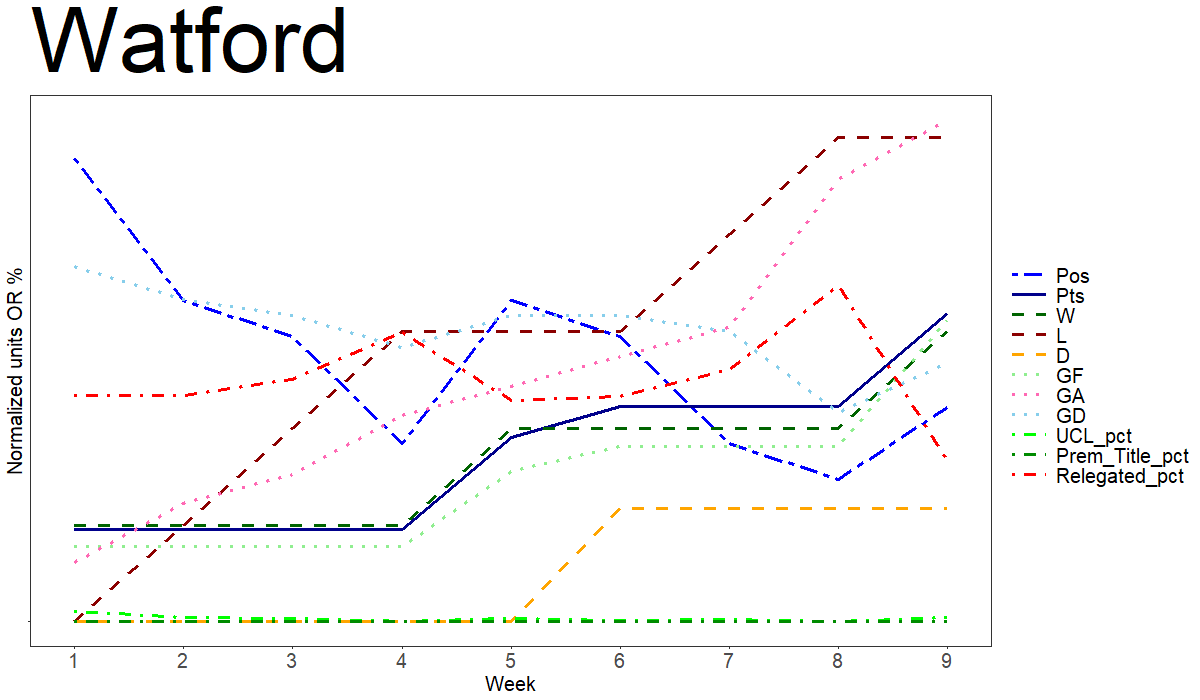 Watford
Normalized units OR %
Pos
Pts
W
L
D
GF
GA
GD
UCL_pct
Prem_Title_pct
Relegated_pct
1 2 3 4 5 6 7 8 9
Week